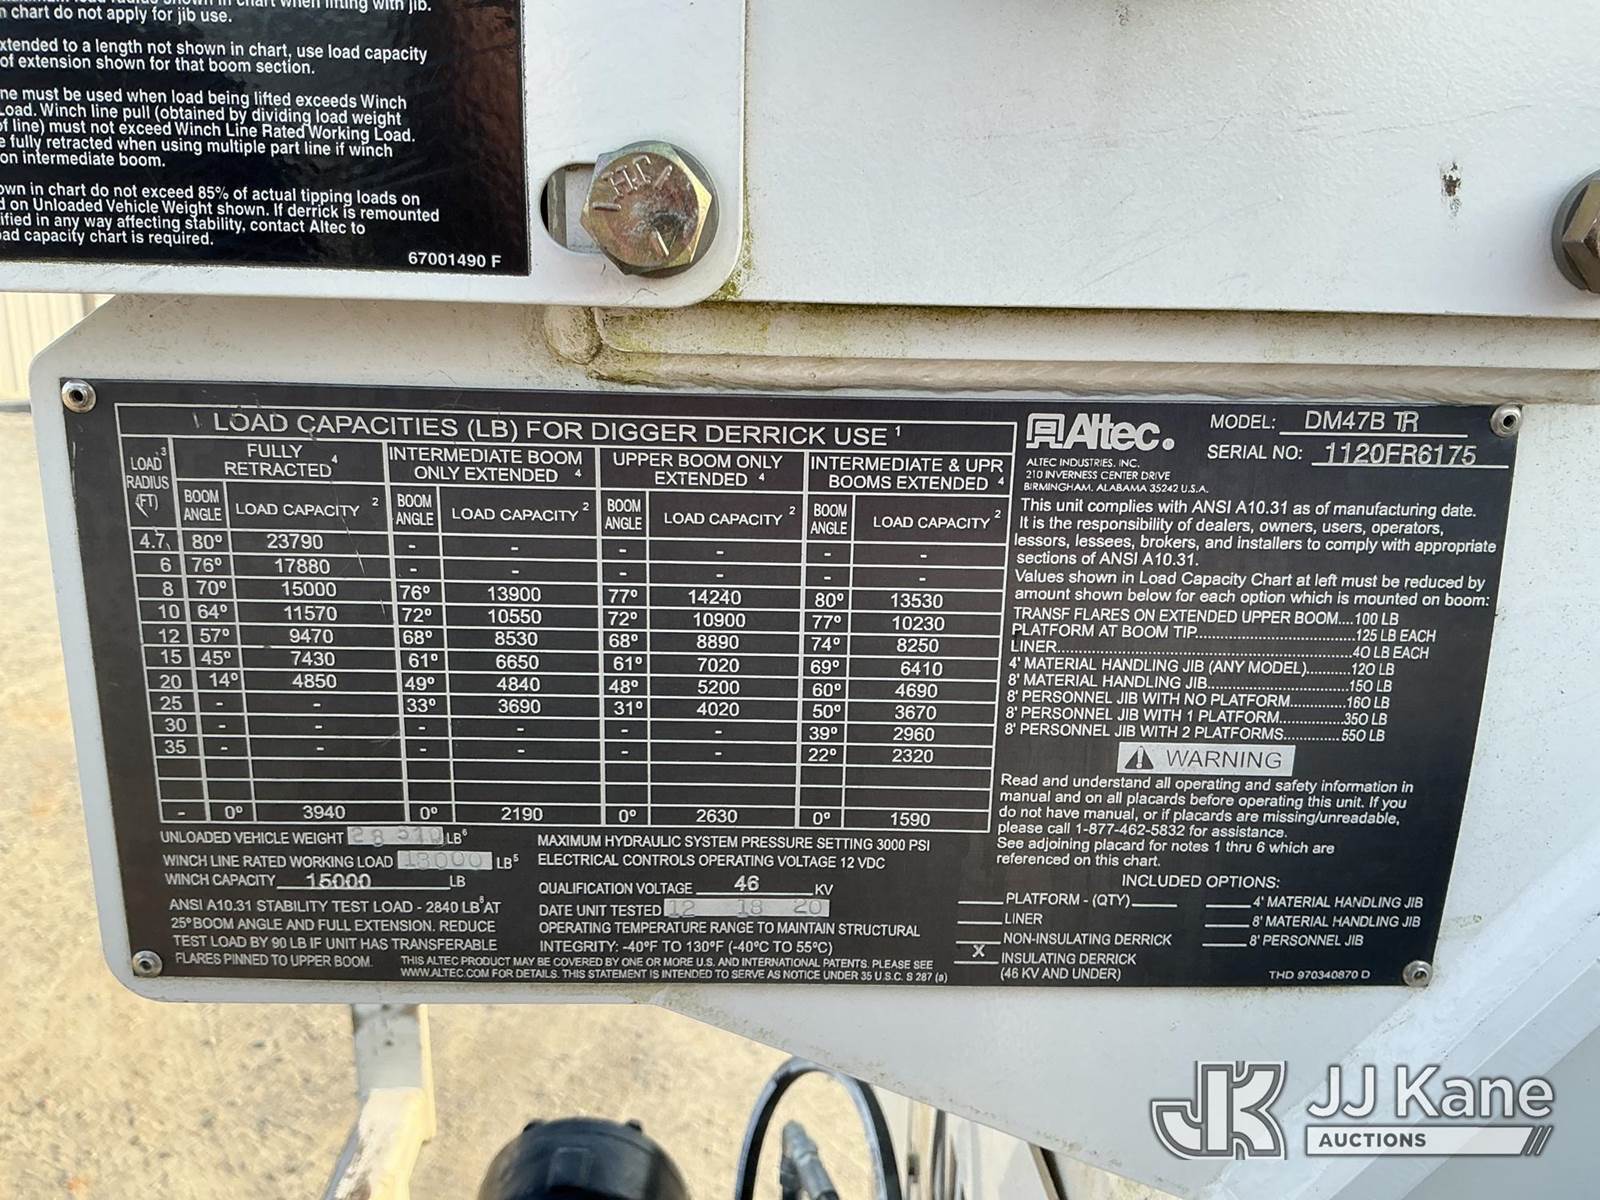 maximum load radius shown in chart when lifting with jib.
chart do not apply for jib use.
xtended to a length not shown in chart, use load capacity
of extension shown for that boom section.
ne must be used when load being lifted exceeds Winch
Load. Winch line pull (obtained by dividing load weight
of line) must not exceed Winch Line Rated Working Load.
e fully retracted when using multiple part line if winch
on intermediate boom.
own in chart do not exceed 85% of actual tipping loads on
d on Unloaded Vehicle Weight shown. If derrick is remounted
ified in any way affecting stability, contact Altec to
oad capacity chart is required.
67001490 F
LOAD CAPACITIES (LB) FOR DIGGER DERRICK USE 1
LOAD 3 RADIUS (FT) FULLY RETRACTED 4 INTERMEDIATE BOOM ONLY EXTENDED 4 UPPER BOOM ONLY EXTENDED 4 INTERMEDIATE & UPR BOOMS EXTENDED 4
BOOM ANGLE LOAD CAPACITY 2 BOOM ANGLE LOAD CAPACITY 2 BOOM ANGLE LOAD CAPACITY 2 BOOM ANGLE LOAD CAPACITY 2
4.7 80° 23790 - - - - - -
6 76° 17880 - - - - - -
8 70° 15000 76° 13900 77° 14240 80° 13530
10 64° 11570 72° 10550 72° 10900 77° 10230
12 57° 9470 68° 8530 68° 8890 74° 8250
15 45° 7430 61° 6650 61° 7020 69° 6410
20 14° 4850 49° 4840 48° 5200 60° 4690
25 - - 33° 3690 31° 4020 50° 3670
30 - - - - - - 39° 2960
35 - - - - - - 22° 2320
- 0° 3940 0° 2190 0° 2630 0° 1590
UNLOADED VEHICLE WEIGHT 28 510 LB 6
WINCH LINE RATED WORKING LOAD 18000 LB 5
WINCH CAPACITY 15000 LB
ANSI A10.31 STABILITY TEST LOAD - 2840 LB 8 AT
25° BOOM ANGLE AND FULL EXTENSION. REDUCE
TEST LOAD BY 90 LB IF UNIT HAS TRANSFERABLE
FLARES PINNED TO UPPER BOOM.
MAXIMUM HYDRAULIC SYSTEM PRESSURE SETTING 3000 PSI
ELECTRICAL CONTROLS OPERATING VOLTAGE 12 VDC
QUALIFICATION VOLTAGE 46 KV
DATE UNIT TESTED 12 18 20
OPERATING TEMPERATURE RANGE TO MAINTAIN STRUCTURAL
INTEGRITY: -40°F TO 130°F (-40°C TO 55°C)
THIS ALTEC PRODUCT MAY BE COVERED BY ONE OR MORE U.S. AND INTERNATIONAL PATENTS. PLEASE SEE
WWW.ALTEC.COM FOR DETAILS. THIS STATEMENT IS INTENDED TO SERVE AS NOTICE UNDER 35 U.S.C. S 287 (a)
Altec.
ALTEC INDUSTRIES, INC.
210 INVERNESS CENTER DRIVE
BIRMINGHAM, ALABAMA 35242 U.S.A.
MODEL: DM47B TR
SERIAL NO: 1120FR6175
This unit complies with ANSI A10.31 as of manufacturing date.
It is the responsibility of dealers, owners, users, operators,
lessors, lessees, brokers, and installers to comply with appropriate
sections of ANSI A10.31.
Values shown in Load Capacity Chart at left must be reduced by
amount shown below for each option which is mounted on boom:
TRANSF FLARES ON EXTENDED UPPER BOOM....100 LB
PLATFORM AT BOOM TIP....125 LB EACH
LINER....40 LB EACH
4' MATERIAL HANDLING JIB (ANY MODEL)....120 LB
8' MATERIAL HANDLING JIB....150 LB
8' PERSONNEL JIB WITH NO PLATFORM....160 LB
8' PERSONNEL JIB WITH 1 PLATFORM....350 LB
8' PERSONNEL JIB WITH 2 PLATFORMS....550 LB
WARNING
Read and understand all operating and safety information in
manual and on all placards before operating this unit. If you
do not have manual, or if placards are missing/unreadable,
please call 1-877-462-5832 for assistance.
See adjoining placard for notes 1 thru 6 which are
referenced on this chart.
INCLUDED OPTIONS:
PLATFORM - (QTY)
LINER
NON-INSULATING DERRICK
X INSULATING DERRICK
(46 KV AND UNDER)
4' MATERIAL HANDLING JIB
8' MATERIAL HANDLING JIB
8' PERSONNEL JIB
THD 970340870 D
JK JJ Kane
AUCTIONS